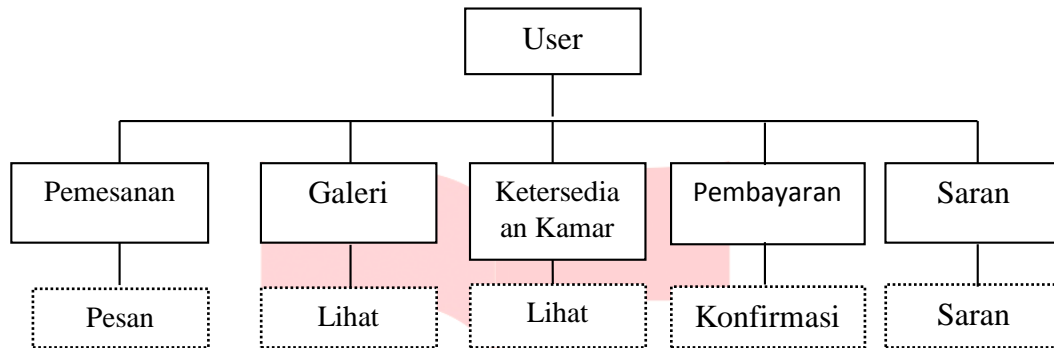 User
Pemesanan
Galeri
Ketersedia
an Kamar
Pembayaran
Saran
Pesan
Lihat
Lihat
Konfirmasi
Saran